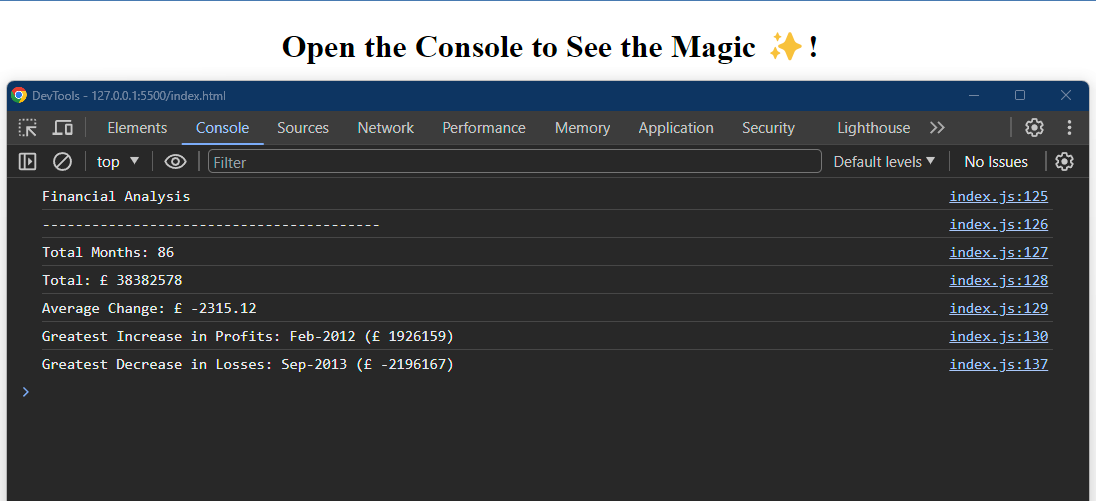 Open the Console to See the Magic ✨!
DevTools - 127.0.0.1:5500/index.html
Elements Console Sources Network Performance Memory Application Security Lighthouse
top Filter Default levels No Issues
Financial Analysis index.js:125
----------------------------------------- index.js:126
Total Months: 86 index.js:127
Total: £ 38382578 index.js:128
Average Change: £ -2315.12 index.js:129
Greatest Increase in Profits: Feb-2012 (£ 1926159) index.js:130
Greatest Decrease in Losses: Sep-2013 (£ -2196167) index.js:137